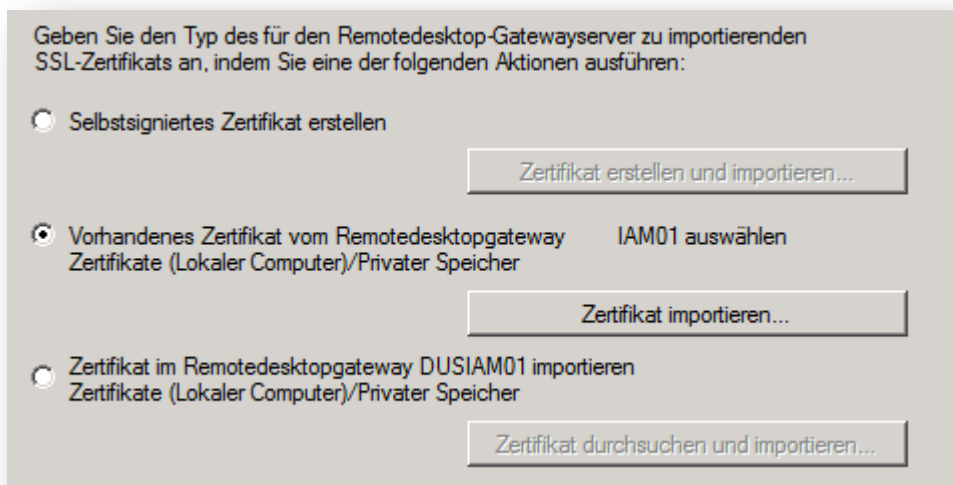 Geben Sie den Typ des für den Remotedesktop-Gatewayserver zu importierenden
SSL-Zertifikats an, indem Sie eine der folgenden Aktionen ausführen:
Selbstsigniertes Zertifikat erstellen
Zertifikat erstellen und importieren...
Vorhandenes Zertifikat vom Remotedesktopgateway IAM01 auswählen
Zertifikate (Lokaler Computer)/Privater Speicher
Zertifikat importieren...
Zertifikat im Remotedesktopgateway DUSIAM01 importieren
Zertifikate (Lokaler Computer)/Privater Speicher
Zertifikat durchsuchen und importieren...